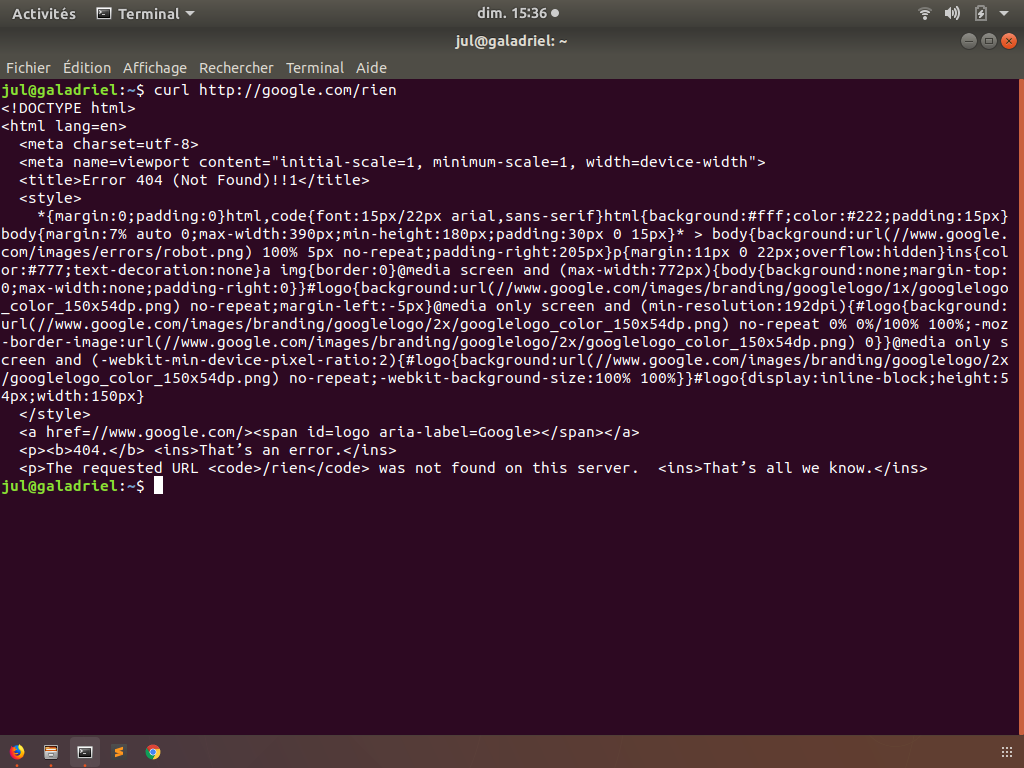 Activités Terminal dim. 15:36
jul@galadriel: ~
Fichier Édition Affichage Rechercher Terminal Aide
jul@galadriel:~$ curl http://google.com/rien
<!DOCTYPE html>
<html lang=en>
  <meta charset=utf-8>
  <meta name=viewport content="initial-scale=1, minimum-scale=1, width=device-width">
  <title>Error 404 (Not Found)!!1</title>
  <style>
    *{margin:0;padding:0}html,code{font:15px/22px arial,sans-serif}html{background:#fff;color:#222;padding:15px}
body{margin:7% auto 0;max-width:390px;min-height:180px;padding:30px 0 15px}* > body{background:url(//www.google.
com/images/errors/robot.png) 100% 5px no-repeat;padding-right:205px}p{margin:11px 0 22px;overflow:hidden}ins{col
or:#777;text-decoration:none}a img{border:0}@media screen and (max-width:772px){body{background:none;margin-top:
0;max-width:none;padding-right:0}}#logo{background:url(//www.google.com/images/branding/googlelogo/1x/googlelogo
_color_150x54dp.png) no-repeat;margin-left:-5px}@media only screen and (min-resolution:192dpi){#logo{background:
url(//www.google.com/images/branding/googlelogo/2x/googlelogo_color_150x54dp.png) no-repeat 0% 0%/100% 100%;-moz
-border-image:url(//www.google.com/images/branding/googlelogo/2x/googlelogo_color_150x54dp.png) 0}}@media only s
creen and (-webkit-min-device-pixel-ratio:2){#logo{background:url(//www.google.com/images/branding/googlelogo/2x
/googlelogo_color_150x54dp.png) no-repeat;-webkit-background-size:100% 100%}}#logo{display:inline-block;height:5
4px;width:150px}
  </style>
  <a href=//www.google.com/><span id=logo aria-label=Google></span></a>
  <p><b>404.</b> <ins>That’s an error.</ins>
  <p>The requested URL <code>/rien</code> was not found on this server.  <ins>That’s all we know.</ins>
jul@galadriel:~$